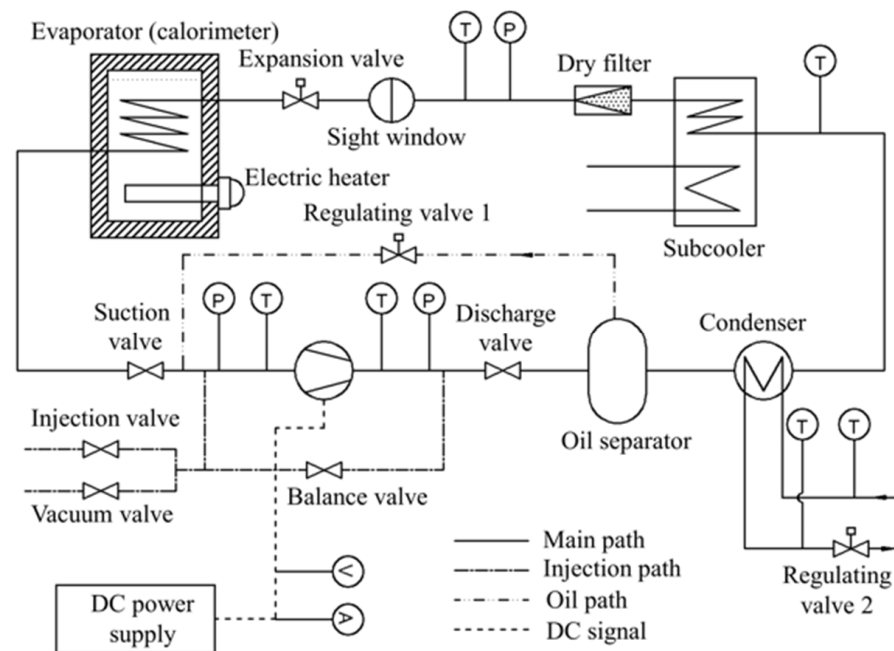 Evaporator (calorimeter)
Expansion valve
T
P
Dry filter
T
Sight window
Electric heater
Regulating valve 1
Subcooler
P
T
T
P
Suction
valve
Discharge
valve
Condenser
Injection valve
Oil separator
T
T
Vacuum valve
Balance valve
Main path
Injection path
Oil path
DC signal
Regulating
valve 2
V
A
DC power
supply